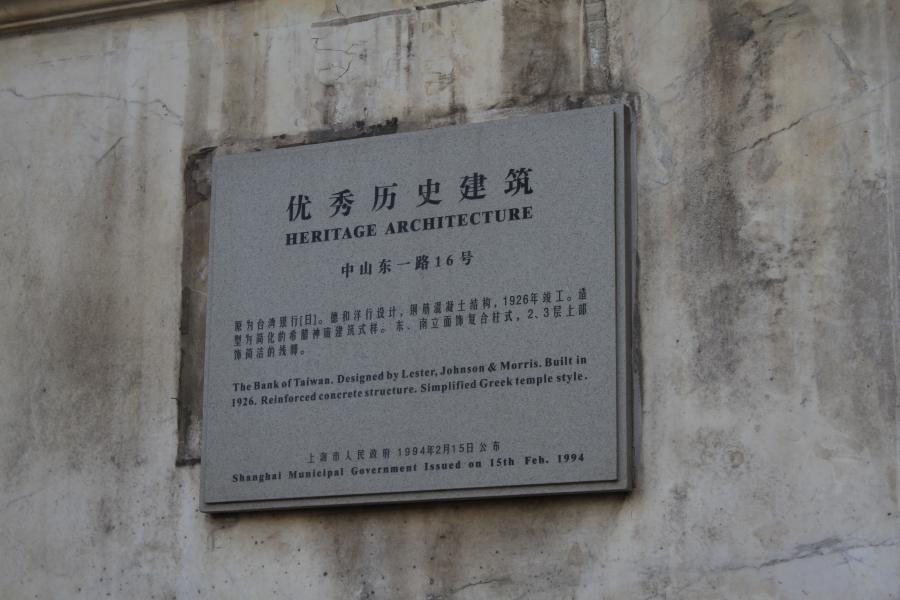 优秀历史建筑
HERITAGE ARCHITECTURE
中山东一路16号
原为台湾银行[日]。德和洋行设计，钢筋混凝土结构，1926年竣工。造
型为简化的希腊神庙建筑式样。东、南立面饰复合柱式，2、3层上部
饰简洁的线脚。
The Bank of Taiwan. Designed by Lester, Johnson & Morris. Built in
1926. Reinforced concrete structure. Simplified Greek temple style.
上海市人民政府 1994年2月15日公布
Shanghai Municipal Government Issued on 15th Feb. 1994